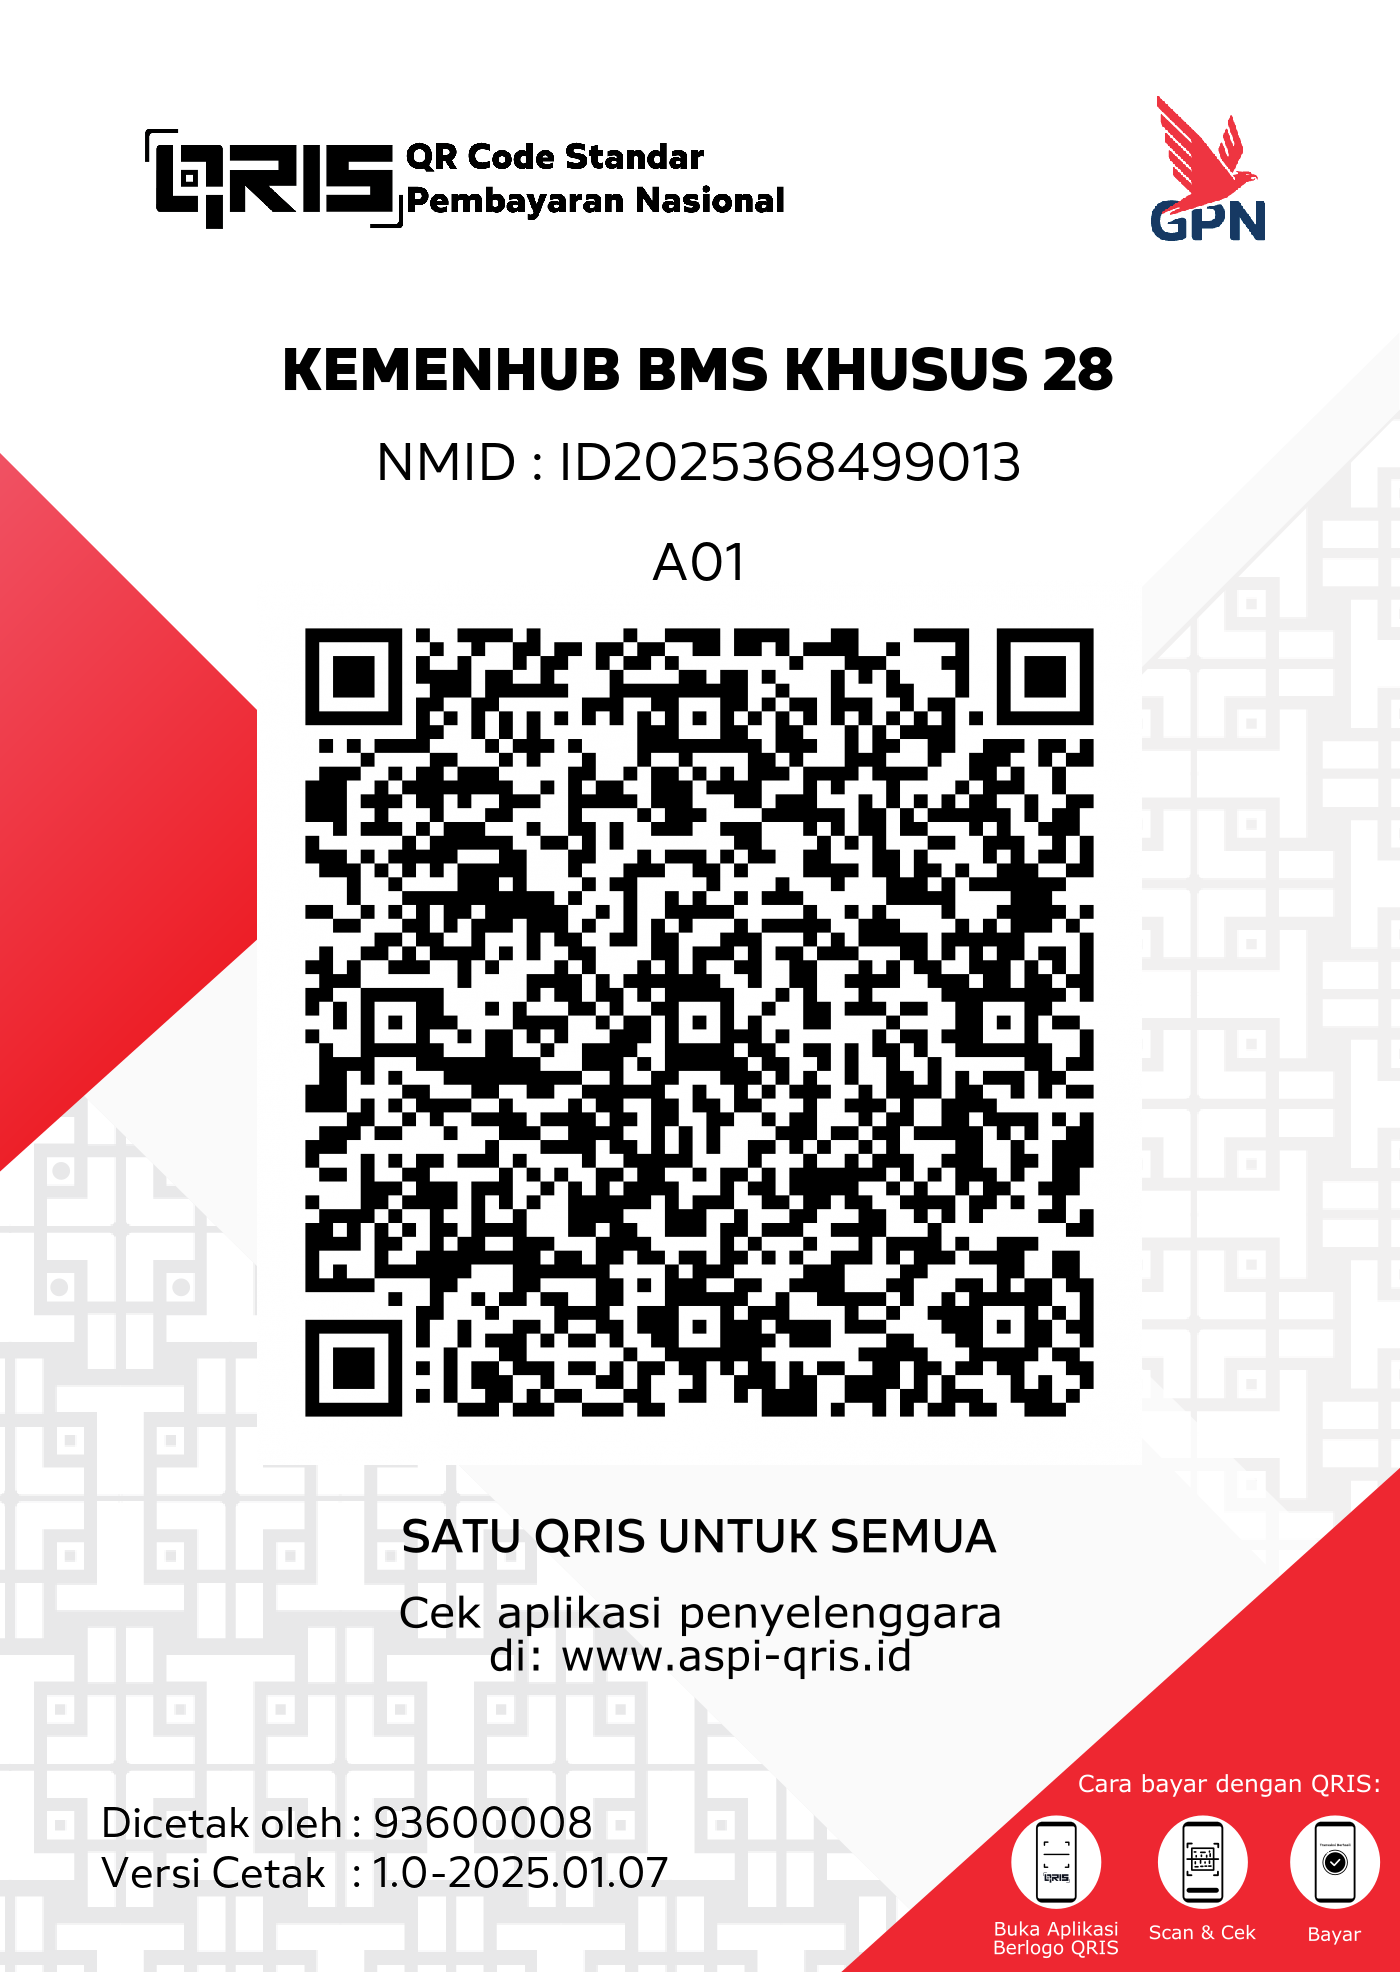 QRIS QR Code Standar
Pembayaran Nasional
GPN
KEMENHUB BMS KHUSUS 28
NMID : ID2025368499013
A01
SATU QRIS UNTUK SEMUA
Cek aplikasi penyelenggara
di: www.aspi-qris.id
Dicetak oleh : 93600008
Versi Cetak : 1.0-2025.01.07
Cara bayar dengan QRIS:
QRIS
Buka Aplikasi
Berlogo QRIS
Scan & Cek
Bayar